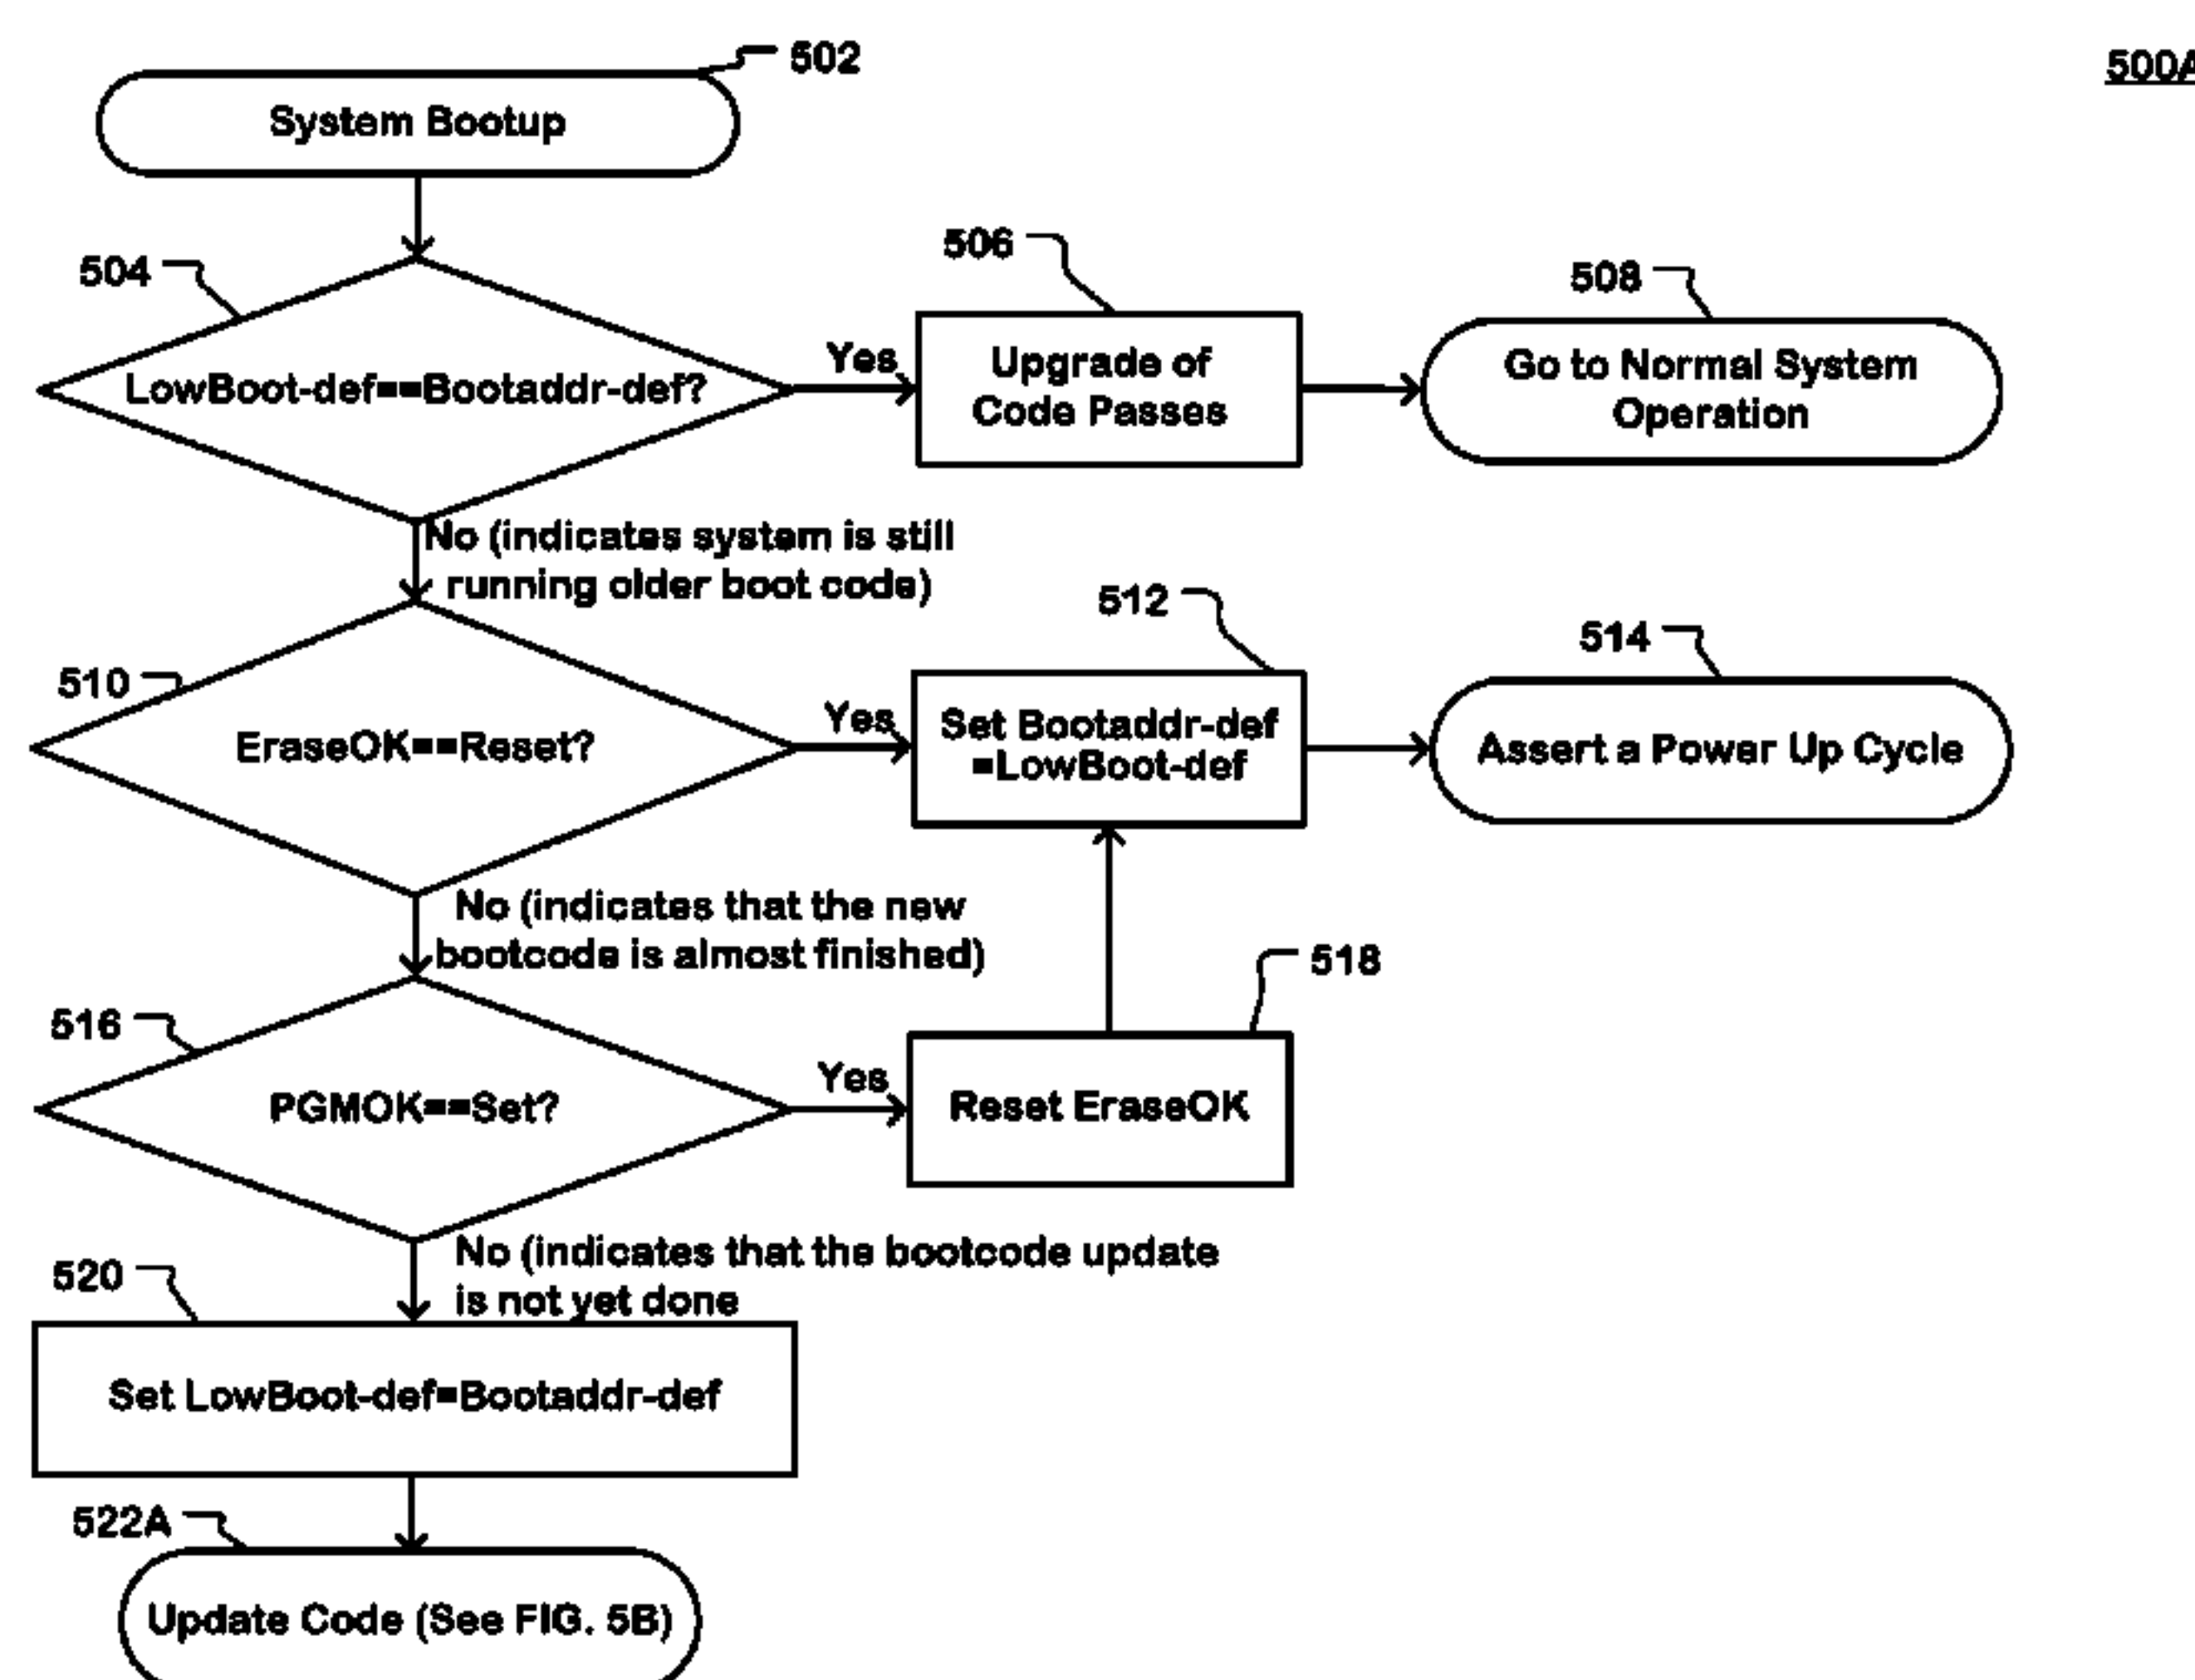 502
500A
System Bootup
504
506
508
LowBoot-def==Bootaddr-def?
Yes
Upgrade of
Code Passes
Go to Normal System
Operation
No (indicates system is still
running older boot code)
510
512
514
EraseOK==Reset?
Yes
Set Bootaddr-def
=LowBoot-def
Assert a Power Up Cycle
No (indicates that the new
bootcode is almost finished)
516
518
PGMOK==Set?
Yes
Reset EraseOK
No (indicates that the bootcode update
is not yet done
520
Set LowBoot-def=Bootaddr-def
522A
Update Code (See FIG. 5B)